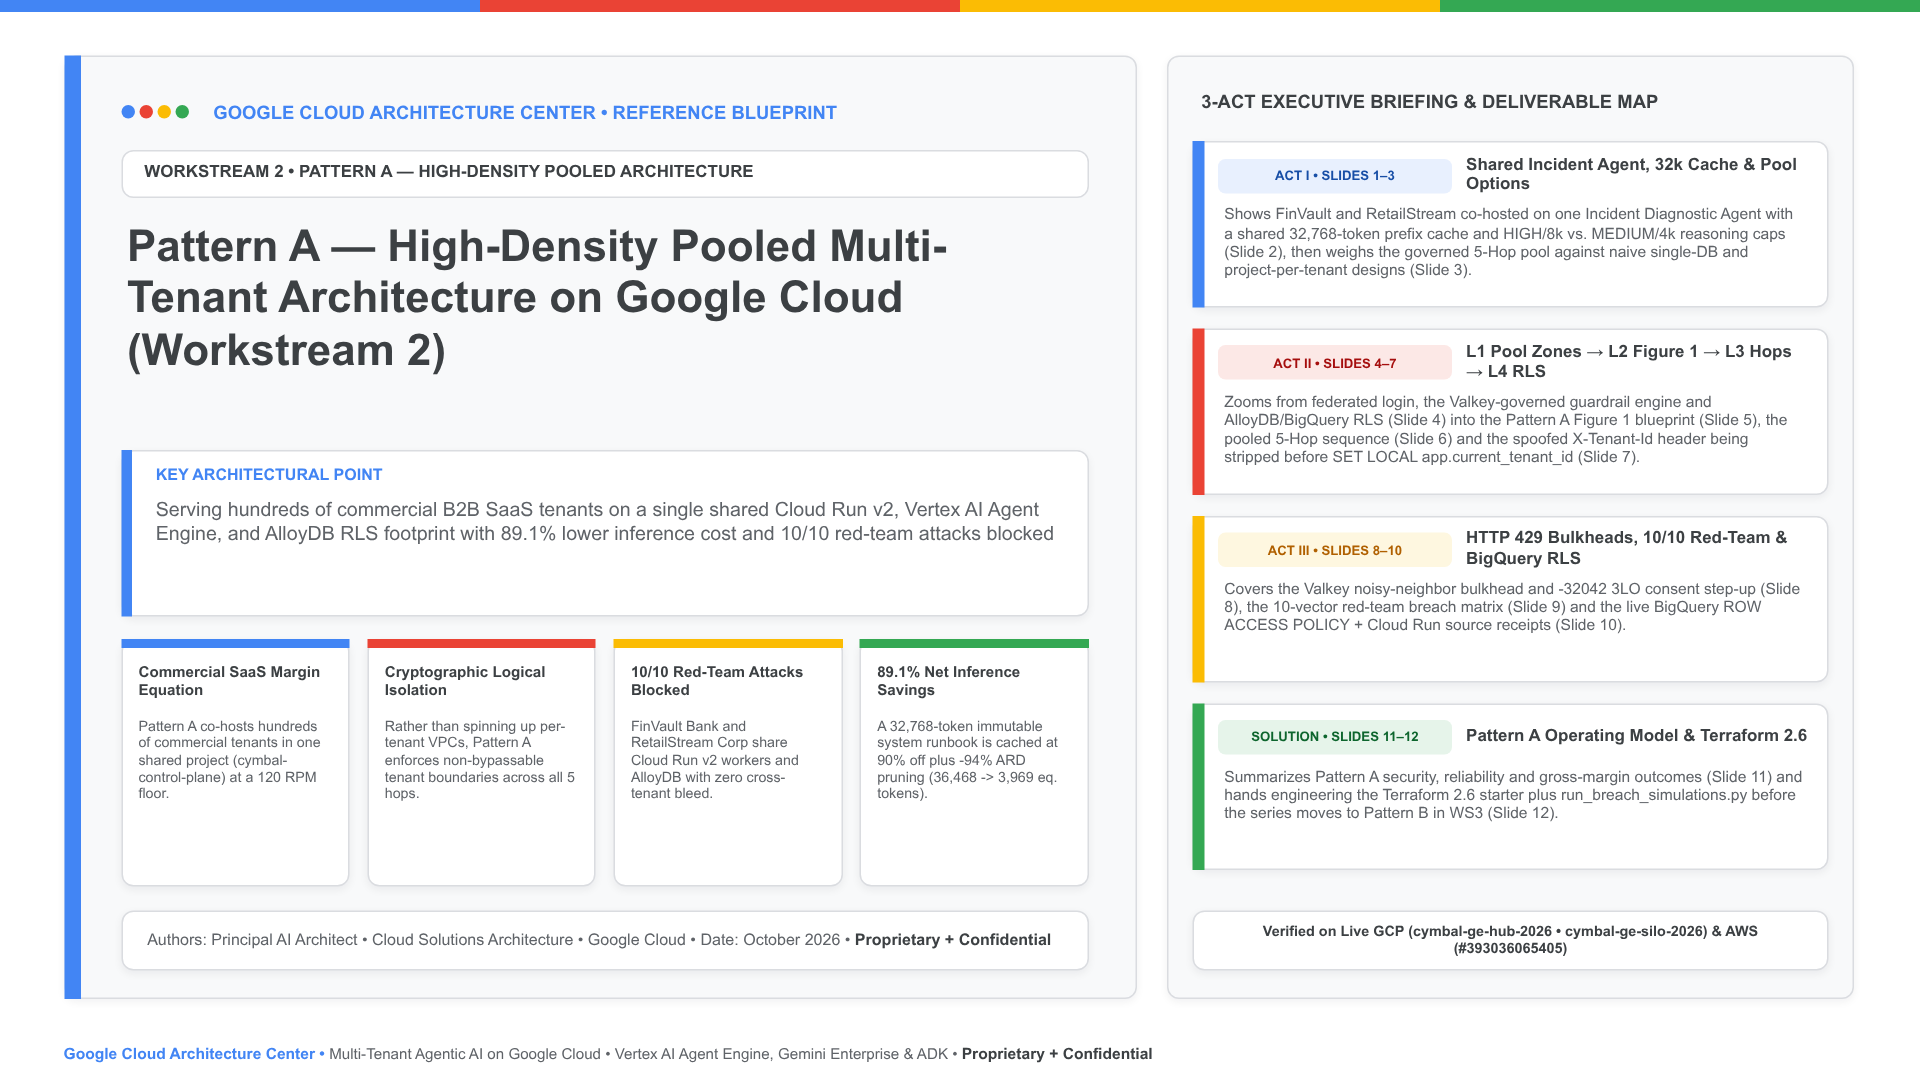 GOOGLE CLOUD ARCHITECTURE CENTER • REFERENCE BLUEPRINT
WORKSTREAM 2 • PATTERN A — HIGH-DENSITY POOLED ARCHITECTURE
Pattern A — High-Density Pooled Multi-
Tenant Architecture on Google Cloud
(Workstream 2)
KEY ARCHITECTURAL POINT
Serving hundreds of commercial B2B SaaS tenants on a single shared Cloud Run v2, Vertex AI Agent
Engine, and AlloyDB RLS footprint with 89.1% lower inference cost and 10/10 red-team attacks blocked
Commercial SaaS Margin
Equation
Pattern A co-hosts hundreds
of commercial tenants in one
shared project (cymbal-
control-plane) at a 120 RPM
floor.
Cryptographic Logical
Isolation
Rather than spinning up per-
tenant VPCs, Pattern A
enforces non-bypassable
tenant boundaries across all 5
hops.
10/10 Red-Team Attacks
Blocked
FinVault Bank and
RetailStream Corp share
Cloud Run v2 workers and
AlloyDB with zero cross-
tenant bleed.
89.1% Net Inference
Savings
A 32,768-token immutable
system runbook is cached at
90% off plus -94% ARD
pruning (36,468 -> 3,969 eq.
tokens).
Authors: Principal AI Architect • Cloud Solutions Architecture • Google Cloud • Date: October 2026 • Proprietary + Confidential
3-ACT EXECUTIVE BRIEFING & DELIVERABLE MAP
ACT I • SLIDES 1–3
Shared Incident Agent, 32k Cache & Pool
Options
Shows FinVault and RetailStream co-hosted on one Incident Diagnostic Agent with
a shared 32,768-token prefix cache and HIGH/8k vs. MEDIUM/4k reasoning caps
(Slide 2), then weighs the governed 5-Hop pool against naive single-DB and
project-per-tenant designs (Slide 3).
ACT II • SLIDES 4–7
L1 Pool Zones → L2 Figure 1 → L3 Hops
→ L4 RLS
Zooms from federated login, the Valkey-governed guardrail engine and
AlloyDB/BigQuery RLS (Slide 4) into the Pattern A Figure 1 blueprint (Slide 5), the
pooled 5-Hop sequence (Slide 6) and the spoofed X-Tenant-Id header being
stripped before SET LOCAL app.current_tenant_id (Slide 7).
ACT III • SLIDES 8–10
HTTP 429 Bulkheads, 10/10 Red-Team &
BigQuery RLS
Covers the Valkey noisy-neighbor bulkhead and -32042 3LO consent step-up (Slide
8), the 10-vector red-team breach matrix (Slide 9) and the live BigQuery ROW
ACCESS POLICY + Cloud Run source receipts (Slide 10).
SOLUTION • SLIDES 11–12
Pattern A Operating Model & Terraform 2.6
Summarizes Pattern A security, reliability and gross-margin outcomes (Slide 11) and
hands engineering the Terraform 2.6 starter plus run_breach_simulations.py before
the series moves to Pattern B in WS3 (Slide 12).
Verified on Live GCP (cymbal-ge-hub-2026 • cymbal-ge-silo-2026) & AWS
(#393036065405)
Google Cloud Architecture Center • Multi-Tenant Agentic AI on Google Cloud • Vertex AI Agent Engine, Gemini Enterprise & ADK • Proprietary + Confidential